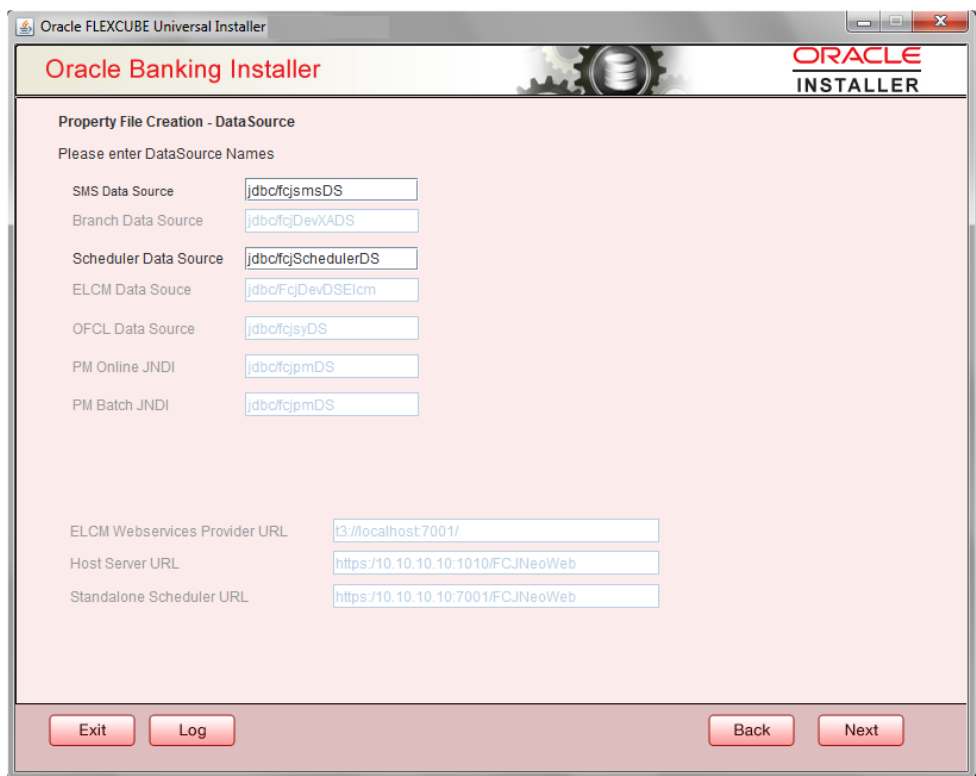 Oracle FLEXCUBE Universal Installer
Oracle Banking Installer
ORACLE
INSTALLER
Property File Creation - DataSource
Please enter DataSource Names
SMS Data Source jdbc/fcjsmsDS
Branch Data Source jdbc/fcjDevXADS
Scheduler Data Source jdbc/fcjSchedulerDS
ELCM Data Souce jdbc/FcjDevDSElcm
OFCL Data Source jdbc/fcjsyDS
PM Online JNDI jdbc/fcjpmDS
PM Batch JNDI jdbc/fcjpmDS
ELCM Webservices Provider URL t3://localhost:7001/
Host Server URL https:/10.10.10.10:1010/FCJNeoWeb
Standalone Scheduler URL https:/10.10.10.10:7001/FCJNeoWeb
Exit Log Back Next